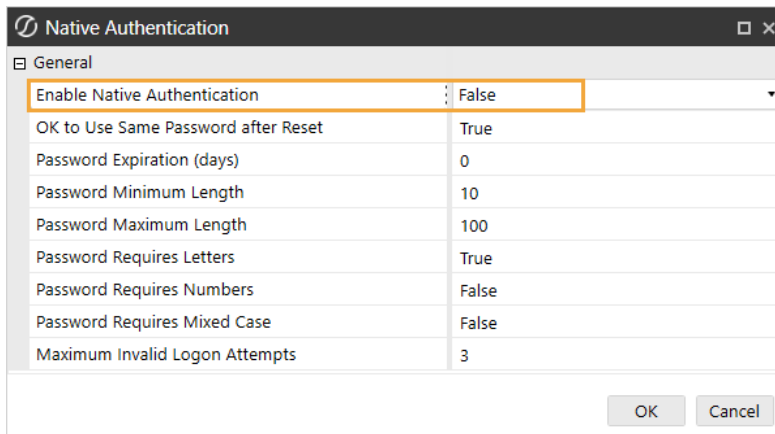 Native Authentication
General
Enable Native Authentication False
OK to Use Same Password after Reset True
Password Expiration (days) 0
Password Minimum Length 10
Password Maximum Length 100
Password Requires Letters True
Password Requires Numbers False
Password Requires Mixed Case False
Maximum Invalid Logon Attempts 3
OK Cancel